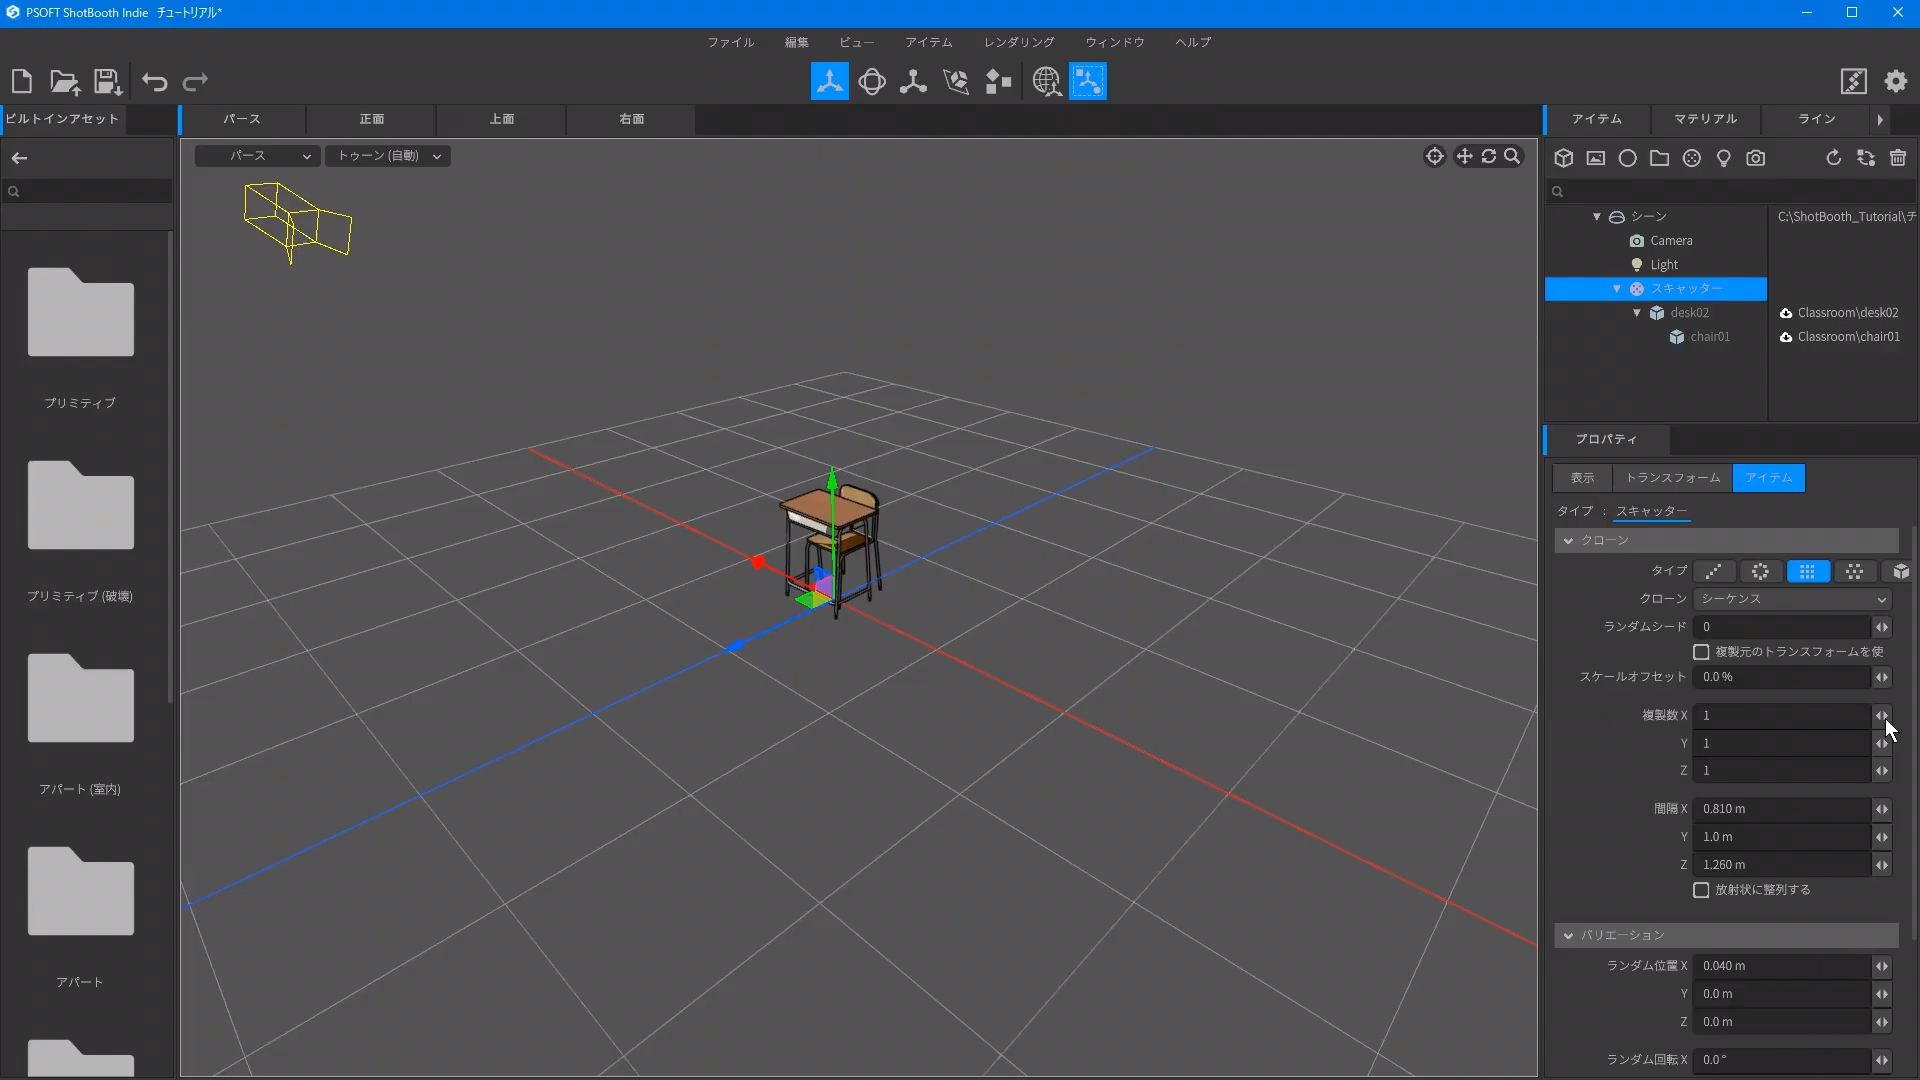 PSOFT ShotBooth Indie チュートリアル*
ファイル 編集 ビュー アイテム レンダリング ウィンドウ ヘルプ
ビルトインアセット
パース 正面 上面 右面
アイテム マテリアル ライン
パース トゥーン (自動)
プリミティブ
プリミティブ (破壊)
アパート (室内)
アパート
シーン C:\ShotBooth_Tutorial\チ
Camera
Light
スキャッター
desk02 Classroom\desk02
chair01 Classroom\chair01
プロパティ
表示 トランスフォーム アイテム
タイプ : スキャッター
クローン
タイプ
クローン シーケンス
ランダムシード 0
複製元のトランスフォームを使
スケールオフセット 0.0 %
複製数 X 1
Y 1
Z 1
間隔 X 0.810 m
Y 1.0 m
Z 1.260 m
放射状に整列する
バリエーション
ランダム位置 X 0.040 m
Y 0.0 m
Z 0.0 m
ランダム回転 X 0.0 °